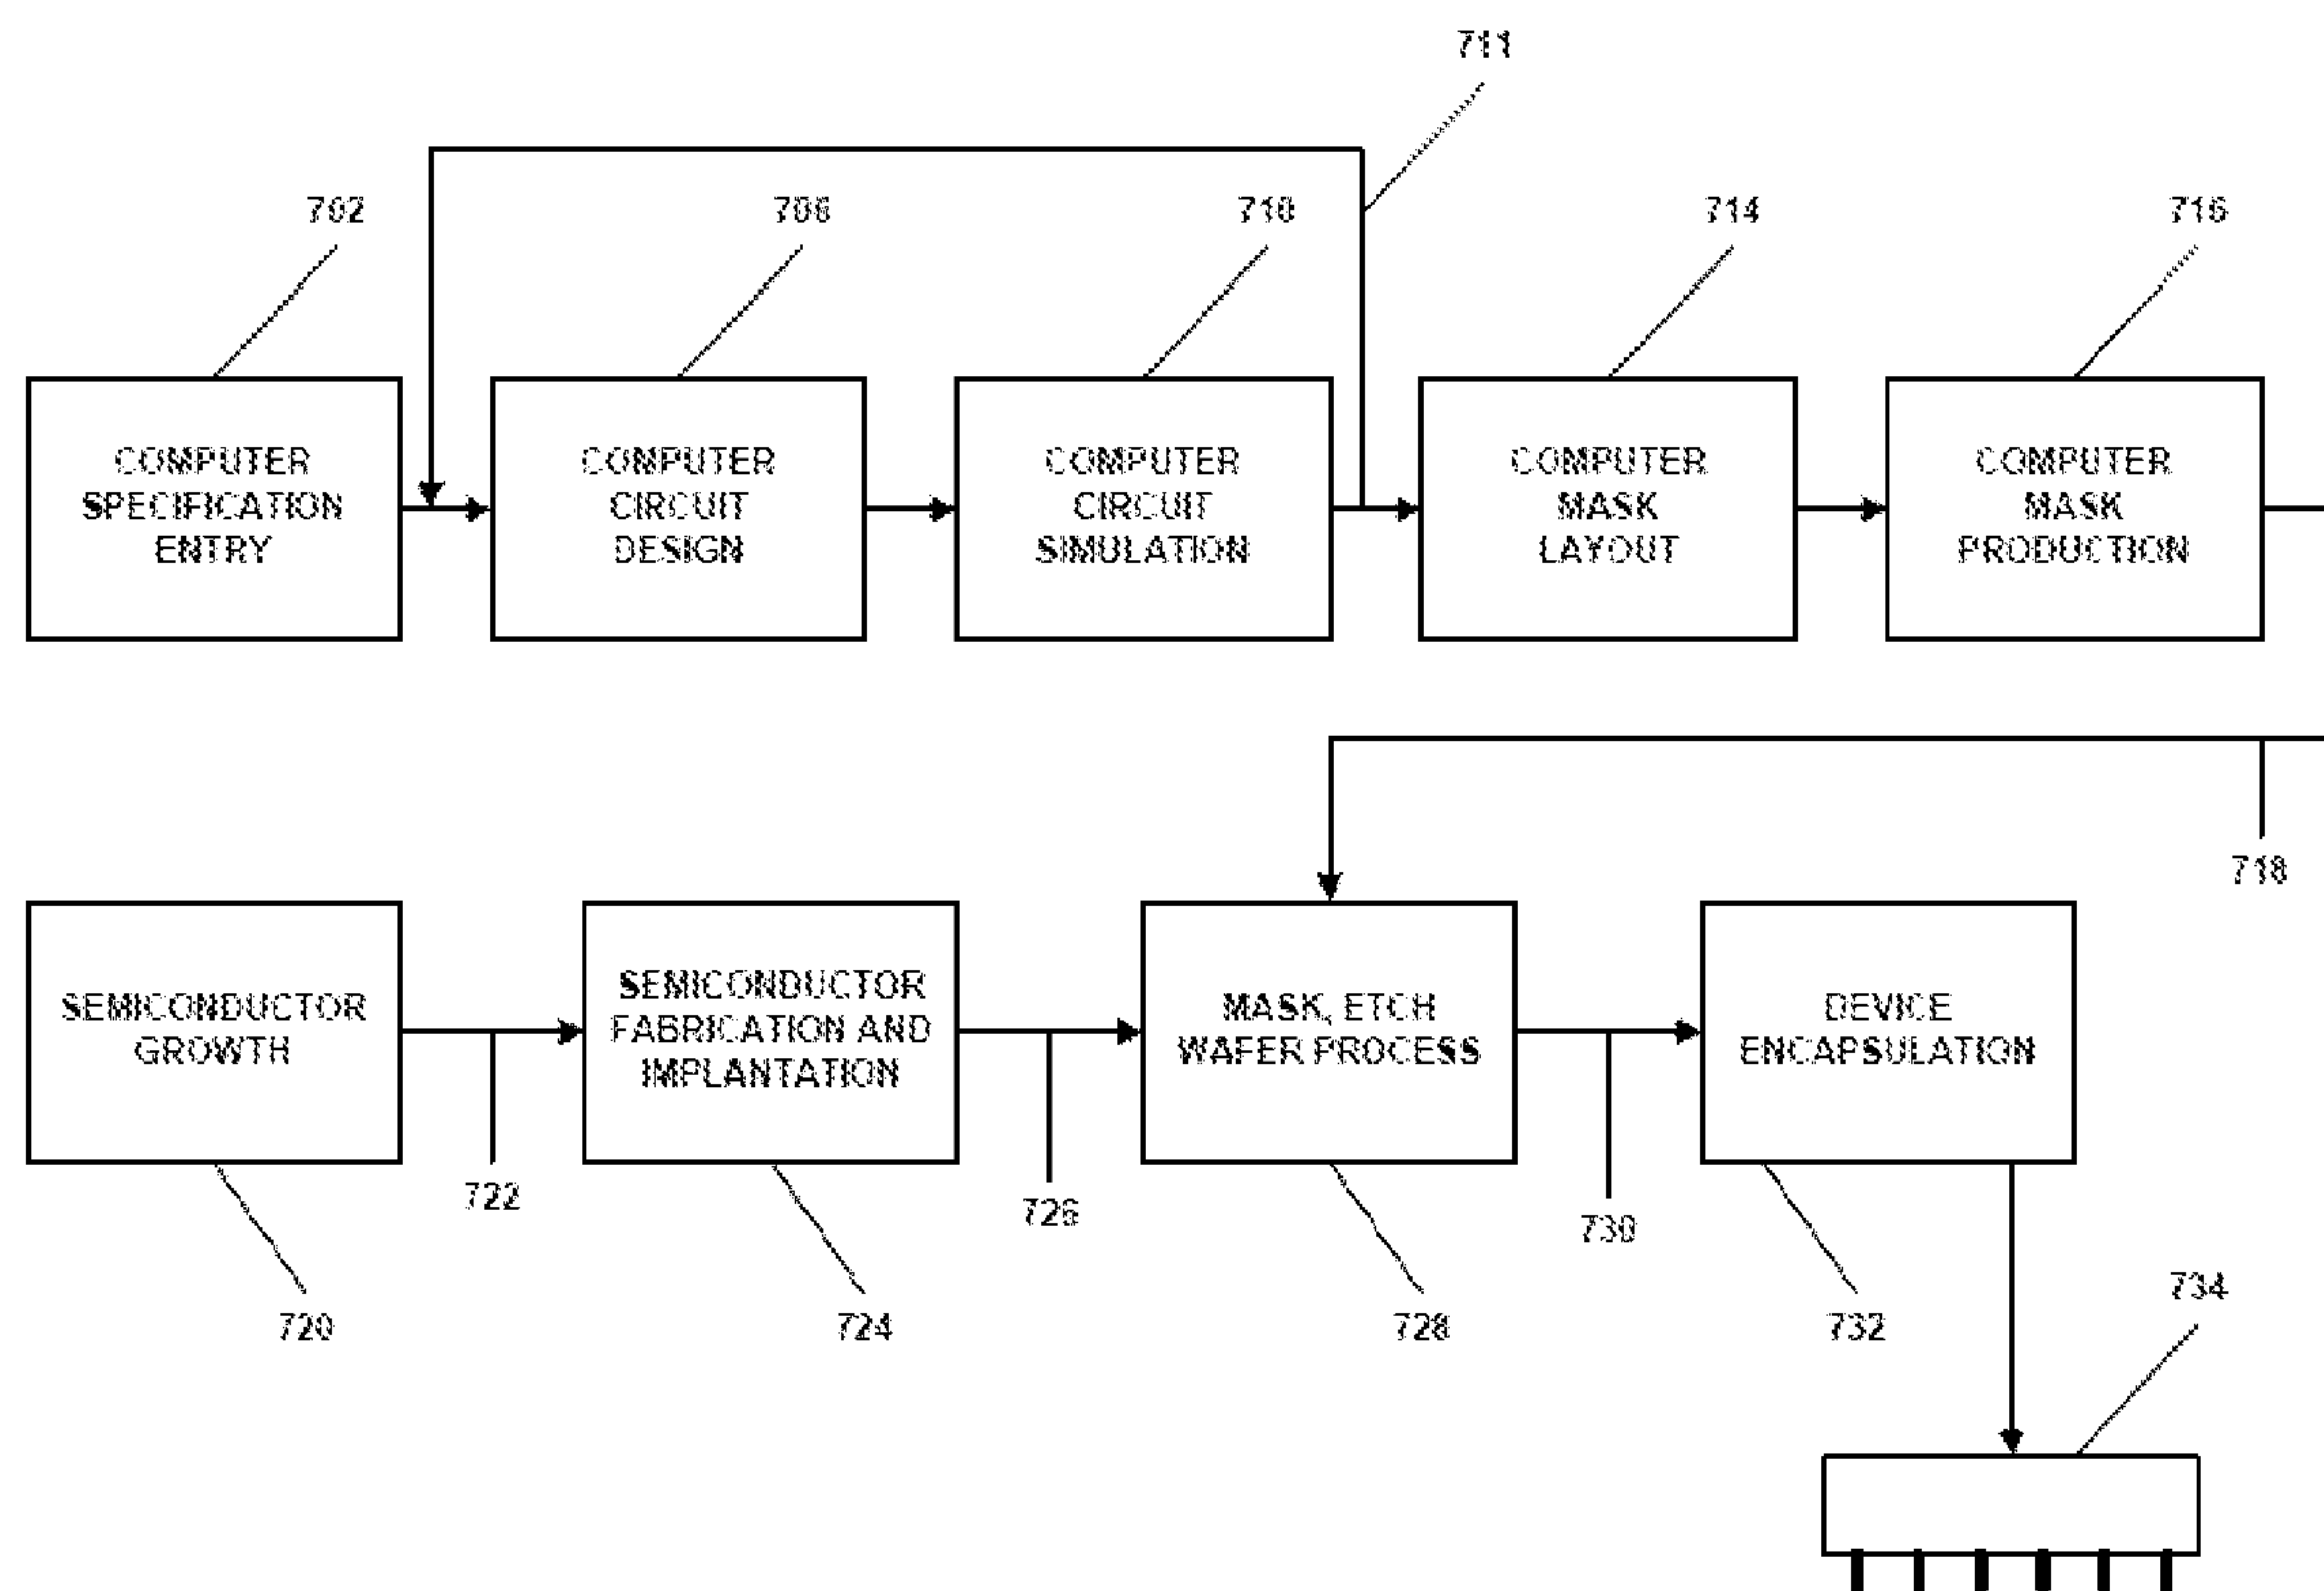 711
702
706
710
714
716
COMPUTER
SPECIFICATION
ENTRY
COMPUTER
CIRCUIT
DESIGN
COMPUTER
CIRCUIT
SIMULATION
COMPUTER
MASK
LAYOUT
COMPUTER
MASK
PRODUCTION
718
SEMICONDUCTOR
GROWTH
SEMICONDUCTOR
FABRICATION AND
IMPLANTATION
MASK, ETCH
WAFER PROCESS
DEVICE
ENCAPSULATION
722
726
730
720
724
728
732
734